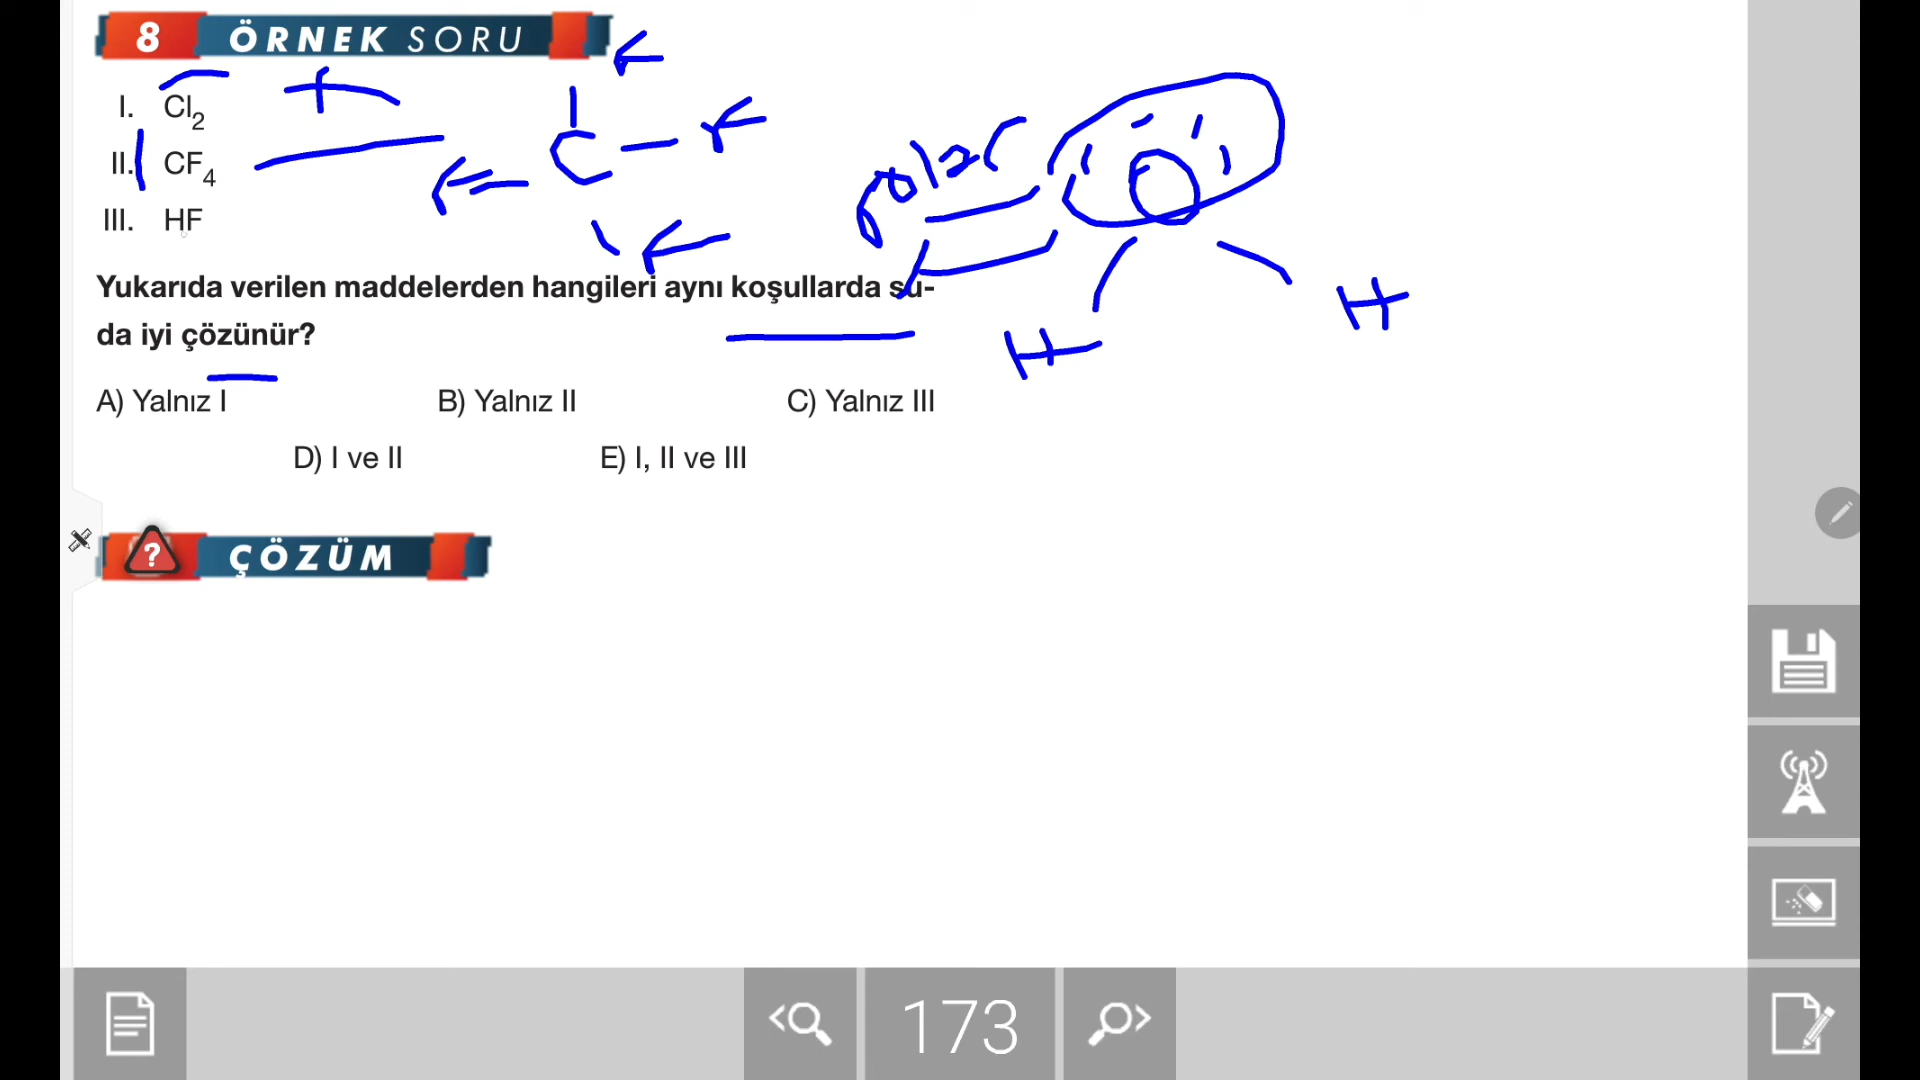 8 ÖRNEK SORU
I. Cl₂
II. CF₄
III. HF
C
polar
H
H
Yukarıda verilen maddelerden hangileri aynı koşullarda su-
da iyi çözünür?
A) Yalnız I B) Yalnız II C) Yalnız III
D) I ve II E) I, II ve III
? ÇÖZÜM
173